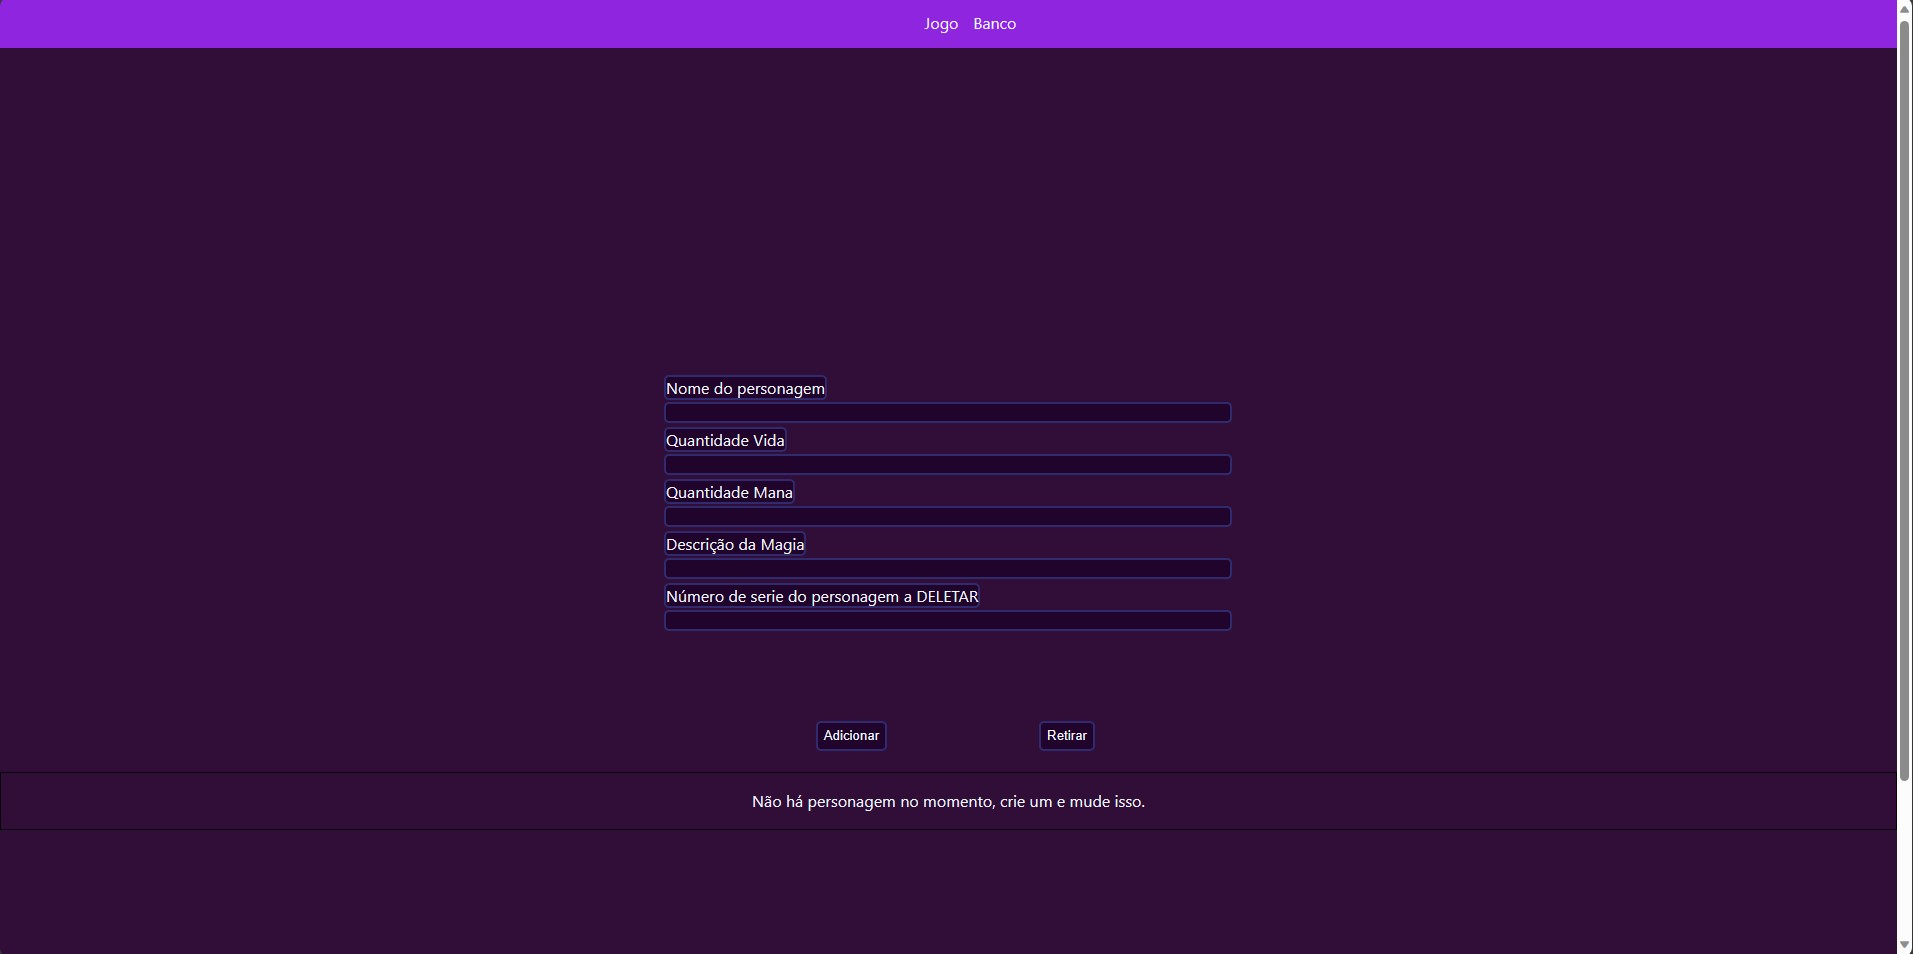 Jogo Banco
Nome do personagem
Quantidade Vida
Quantidade Mana
Descrição da Magia
Número de serie do personagem a DELETAR
Adicionar Retirar
Não há personagem no momento, crie um e mude isso.